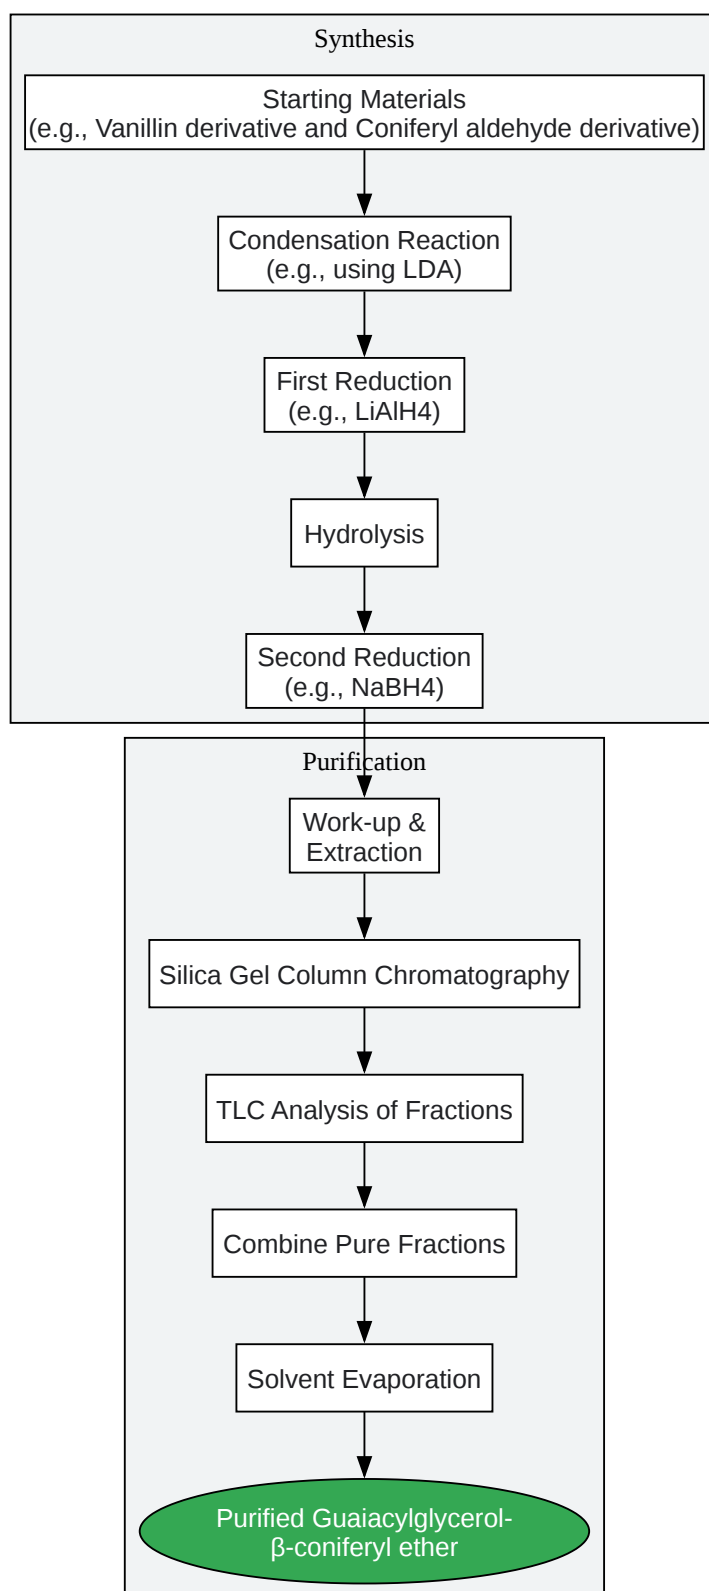 Synthesis
Starting Materials
(e.g., Vanillin derivative and Coniferyl aldehyde derivative)
Condensation Reaction
(e.g., using LDA)
First Reduction
(e.g., LiAlH4)
Hydrolysis
Second Reduction
(e.g., NaBH4)
Purification
Work-up &
Extraction
Silica Gel Column Chromatography
TLC Analysis of Fractions
Combine Pure Fractions
Solvent Evaporation
Purified Guaiacylglycerol-
β-coniferyl ether